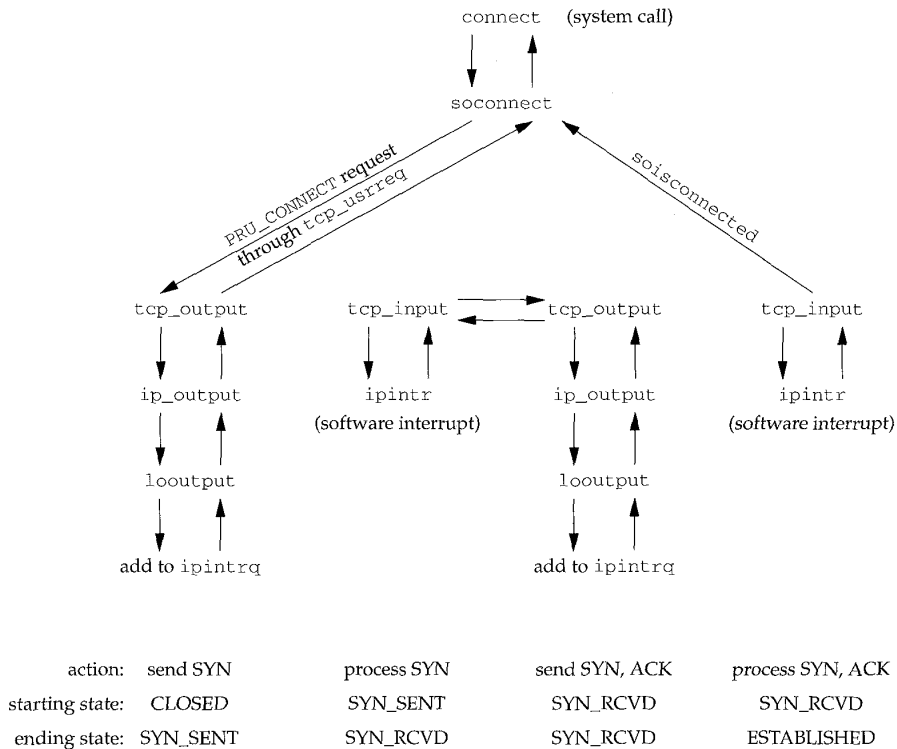 connect (system call)
soconnect
PRU_CONNECT request
through tcp_usrreq
soisconnected
tcp_output tcp_input tcp_output tcp_input
ip_output ipintr ip_output ipintr
(software interrupt) (software interrupt)
looutput looutput
add to ipintrq add to ipintrq
action: send SYN process SYN send SYN, ACK process SYN, ACK
starting state: CLOSED SYN_SENT SYN_RCVD SYN_RCVD
ending state: SYN_SENT SYN_RCVD SYN_RCVD ESTABLISHED